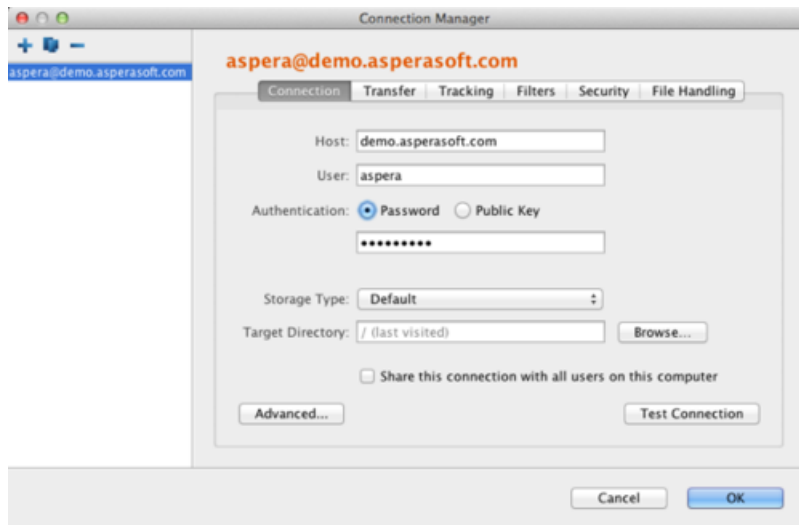 Connection Manager
aspera@demo.asperasoft.com
aspera@demo.asperasoft.com
Connection Transfer Tracking Filters Security File Handling
Host: demo.asperasoft.com
User: aspera
Authentication: Password Public Key
•••••••••
Storage Type: Default
Target Directory: / (last visited) Browse...
Share this connection with all users on this computer
Advanced... Test Connection
Cancel OK